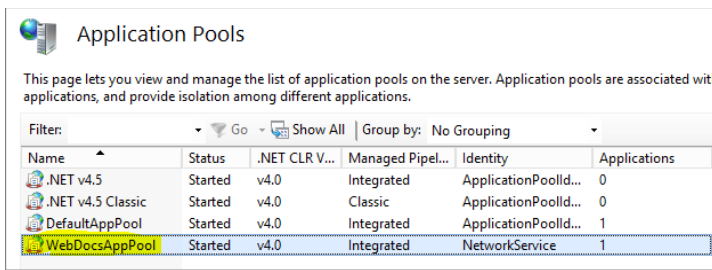 Application Pools
This page lets you view and manage the list of application pools on the server. Application pools are associated wit
applications, and provide isolation among different applications.
Filter: Go Show All Group by: No Grouping
Name Status .NET CLR V... Managed Pipel... Identity Applications
.NET v4.5 Started v4.0 Integrated ApplicationPoolId... 0
.NET v4.5 Classic Started v4.0 Classic ApplicationPoolId... 0
DefaultAppPool Started v4.0 Integrated ApplicationPoolId... 1
WebDocsAppPool Started v4.0 Integrated NetworkService 1